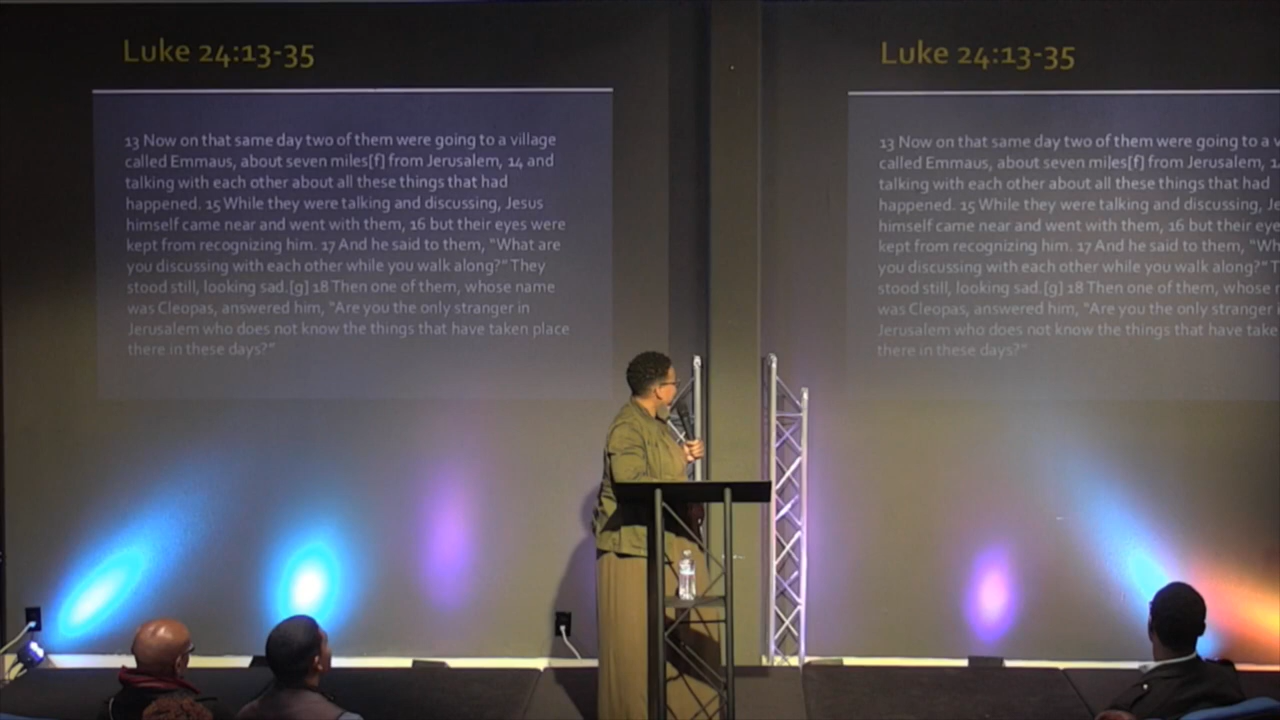 Luke 24:13-35
13 Now on that same day two of them were going to a village
called Emmaus, about seven miles[f] from Jerusalem, 14 and
talking with each other about all these things that had
happened. 15 While they were talking and discussing, Jesus
himself came near and went with them, 16 but their eyes were
kept from recognizing him. 17 And he said to them, "What are
you discussing with each other while you walk along?" They
stood still, looking sad.[g] 18 Then one of them, whose name
was Cleopas, answered him, "Are you the only stranger in
Jerusalem who does not know the things that have taken place
there in these days?"
Luke 24:13-35
13 Now on that same day two of them were going to a
called Emmaus, about seven miles[f] from Jerusalem,
talking with each other about all these things that had
happened. 15 While they were talking and discussing,
himself came near and went with them, 16 but their eyes
kept from recognizing him. 17 And he said to them,
you discussing with each other while you walk along?"
stood still, looking sad.[g] 18 Then one of them, whose
was Cleopas, answered him, "Are you the only stranger
Jerusalem who does not know the things that have take
there in these days?"